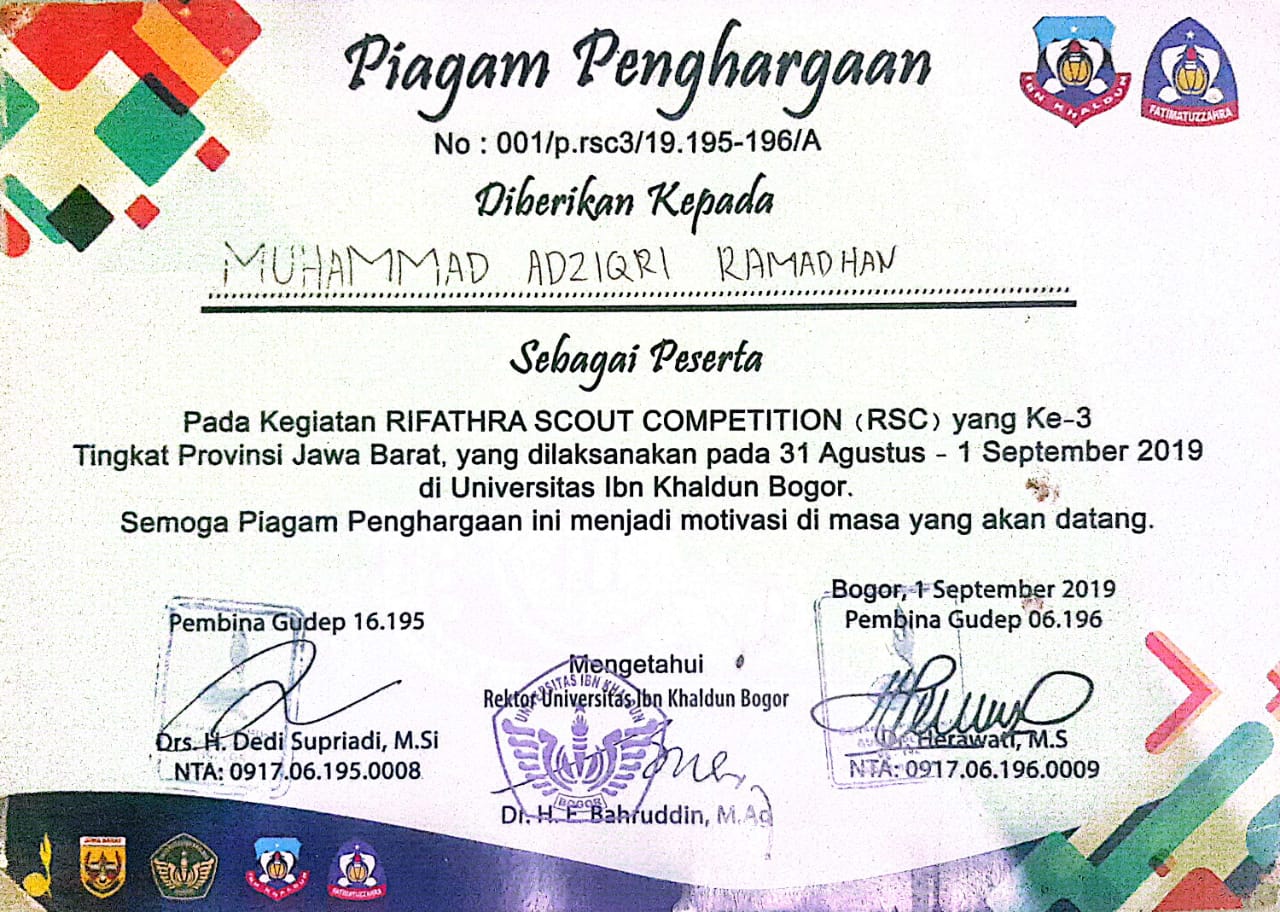 Piagam Penghargaan
IBN KHALDUN
FATIMATUZZAHRA
No : 001/p.rsc3/19.195-196/A
Diberikan Kepada
MUHAMMAD ADZIQRI RAMADHAN
Sebagai Peserta
Pada Kegiatan RIFATHRA SCOUT COMPETITION (RSC) yang Ke-3
Tingkat Provinsi Jawa Barat, yang dilaksanakan pada 31 Agustus - 1 September 2019
di Universitas Ibn Khaldun Bogor.
Semoga Piagam Penghargaan ini menjadi motivasi di masa yang akan datang.
Bogor, 1 September 2019
Pembina Gudep 16.195
Pembina Gudep 06.196
Mengetahui
Rektor Universitas Ibn Khaldun Bogor
UNIVERSITAS IBN KHALDUN
BOGOR
Drs. H. Dedi Supriadi, M.Si
NTA: 0917.06.195.0008
Dr. Herawati, M.S
NTA: 0917.06.196.0009
Dr. H. E Bahruddin, M.Ag
JAWA BARAT
IBN KHALDUN
FATIMATUZZAHRA